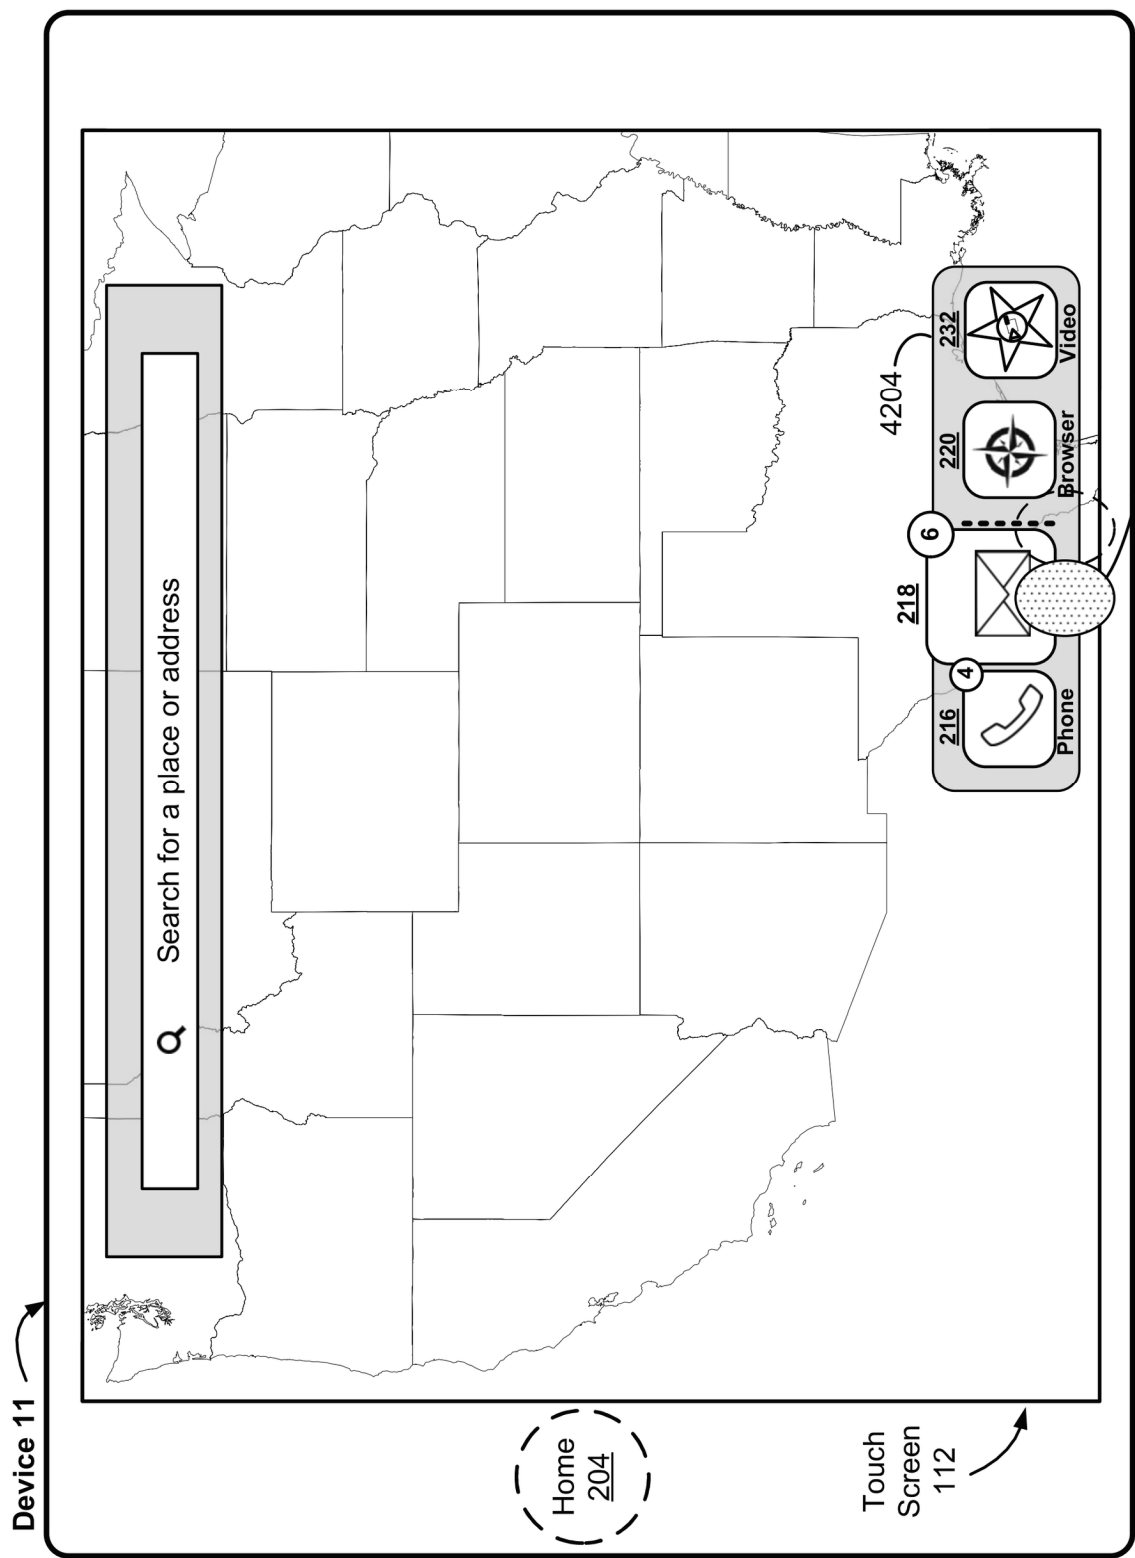 Device 11
Search for a place or address
4204
216
218
220
232
4
6
Phone
Browser
Video
Home
204
Touch
Screen
112